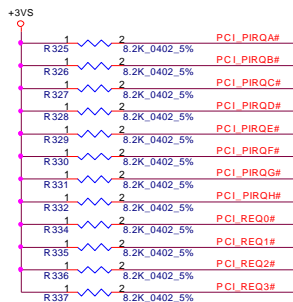 +3VS
1 2 PCI_PIRQA#
R325 8.2K_0402_5%
1 2 PCI_PIRQB#
R326 8.2K_0402_5%
1 2 PCI_PIRQC#
R327 8.2K_0402_5%
1 2 PCI_PIRQD#
R328 8.2K_0402_5%
1 2 PCI_PIRQE#
R329 8.2K_0402_5%
1 2 PCI_PIRQF#
R330 8.2K_0402_5%
1 2 PCI_PIRQG#
R331 8.2K_0402_5%
1 2 PCI_PIRQH#
R332 8.2K_0402_5%
1 2 PCI_REQ0#
R334 8.2K_0402_5%
1 2 PCI_REQ1#
R335 8.2K_0402_5%
1 2 PCI_REQ2#
R336 8.2K_0402_5%
1 2 PCI_REQ3#
R337 8.2K_0402_5%